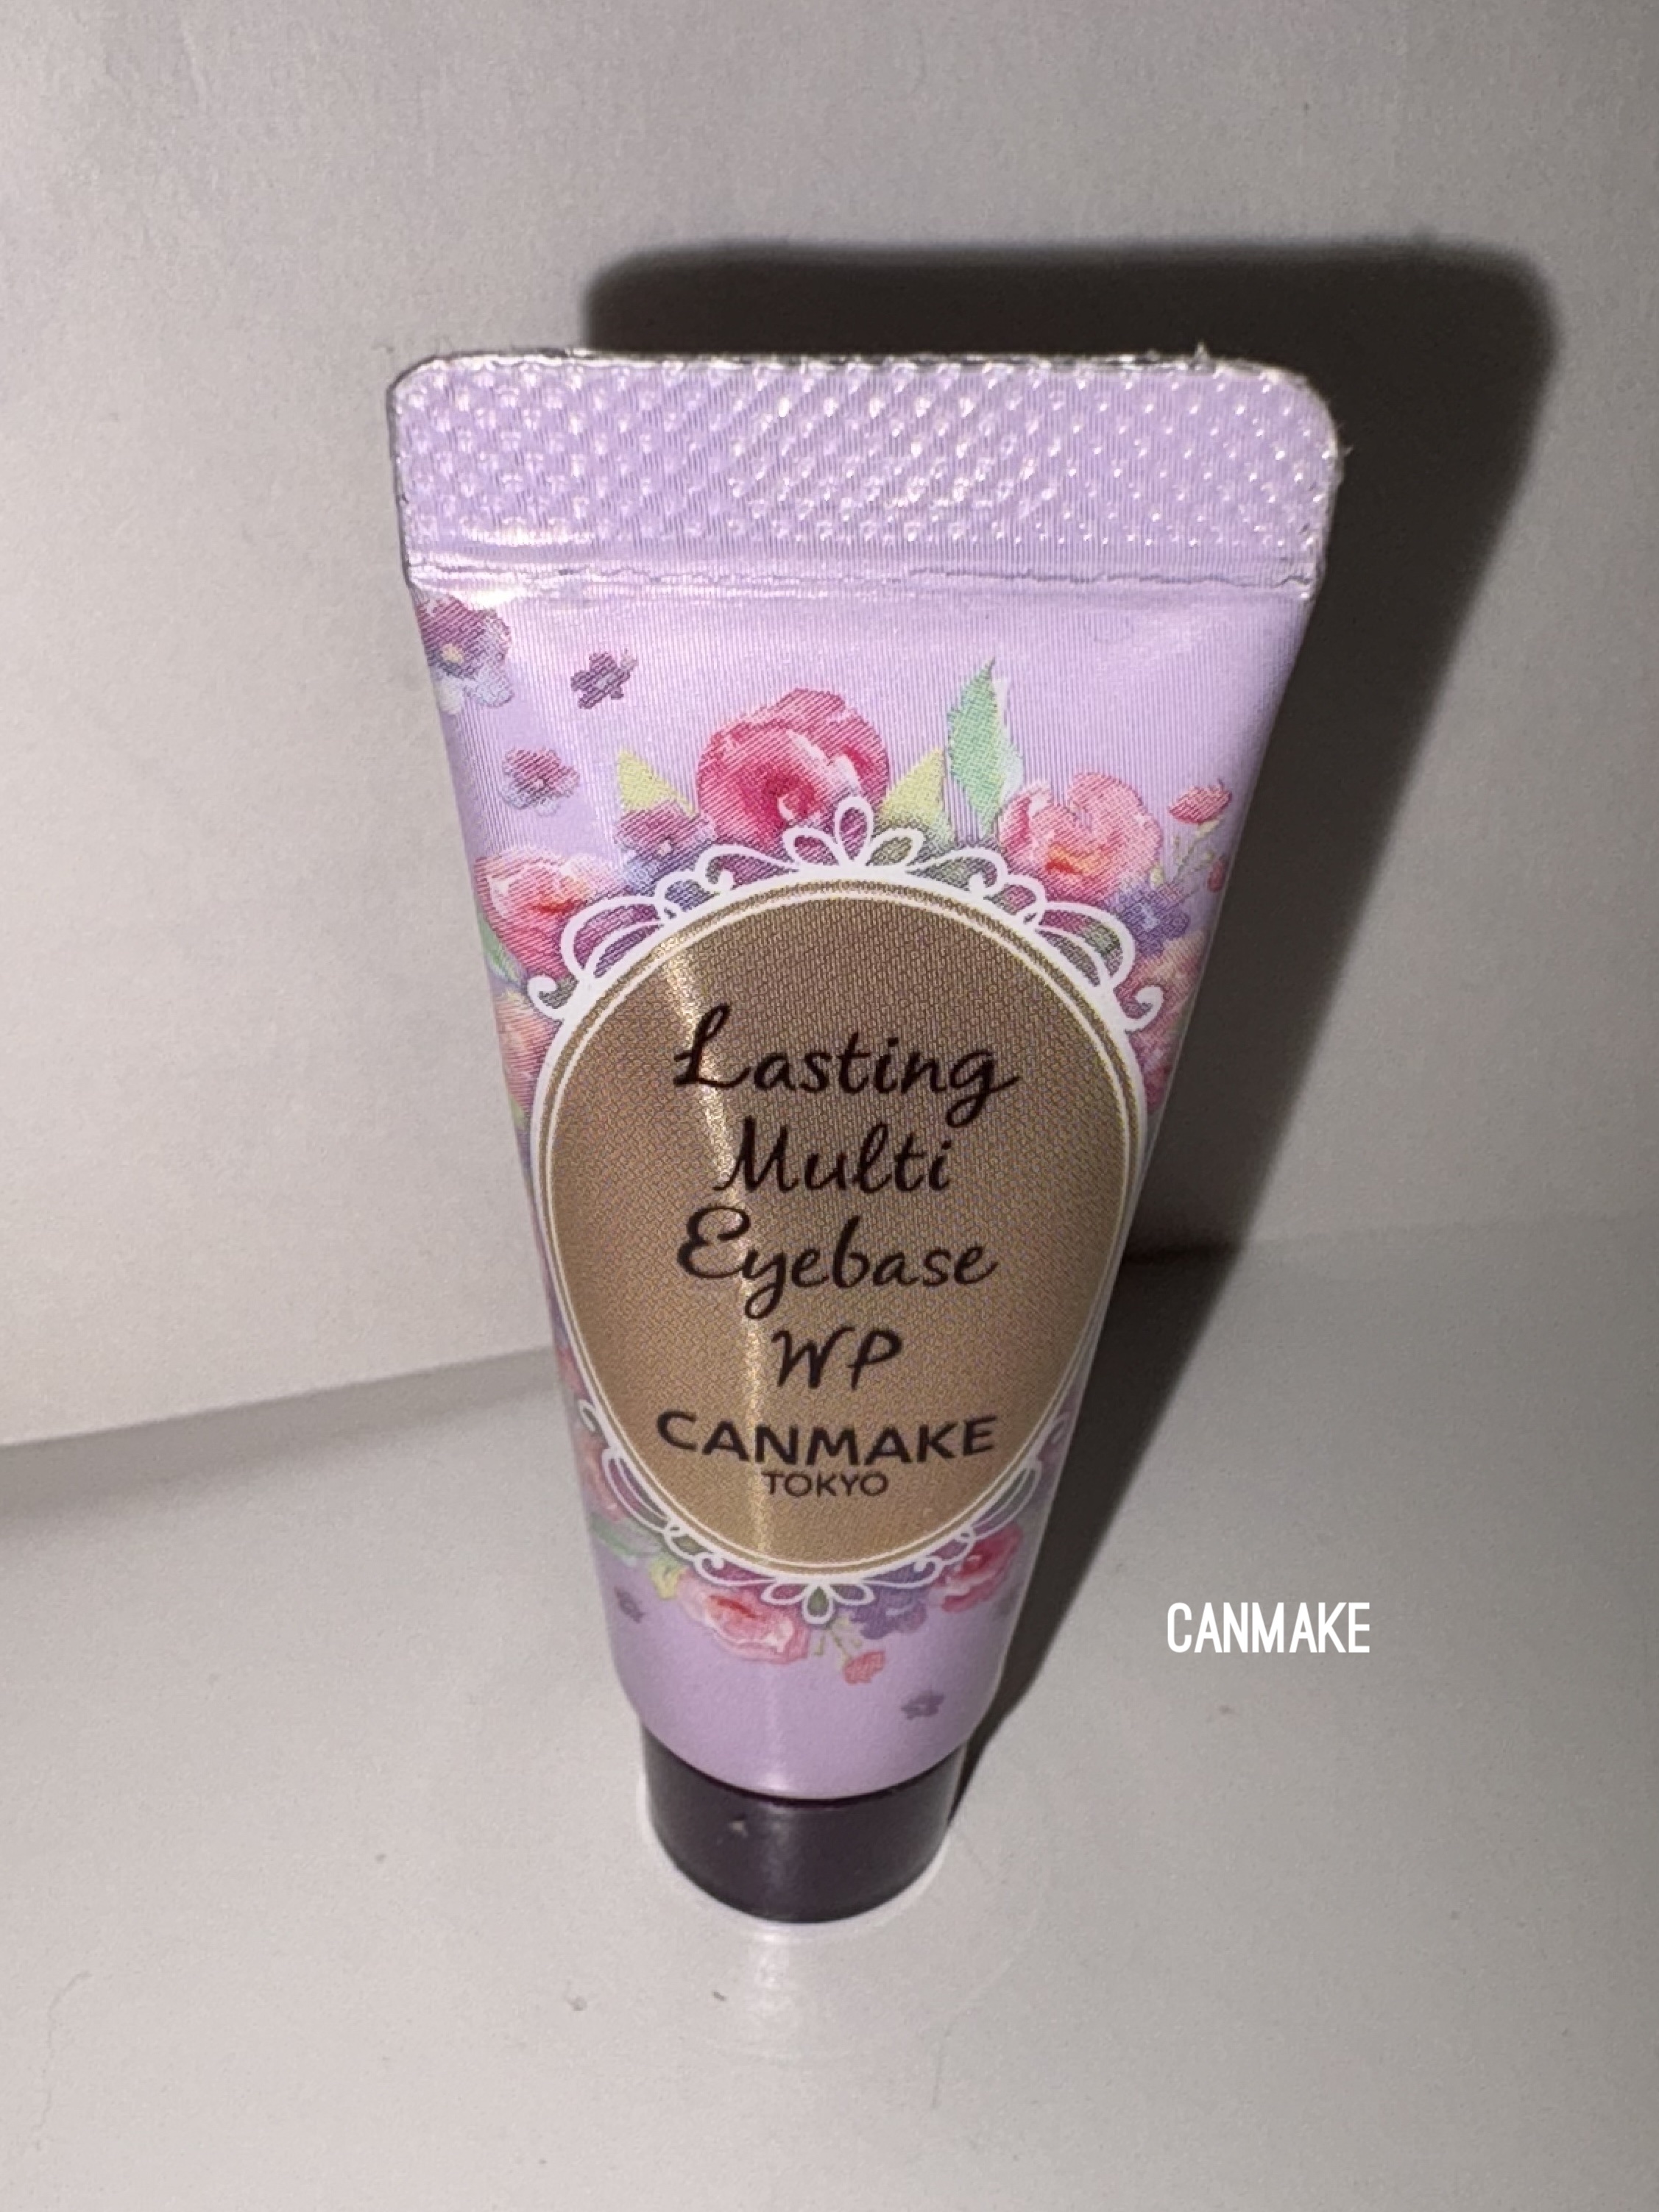 Lasting
Multi
Eyebase
WP
CANMAKE
TOKYO
CANMAKE